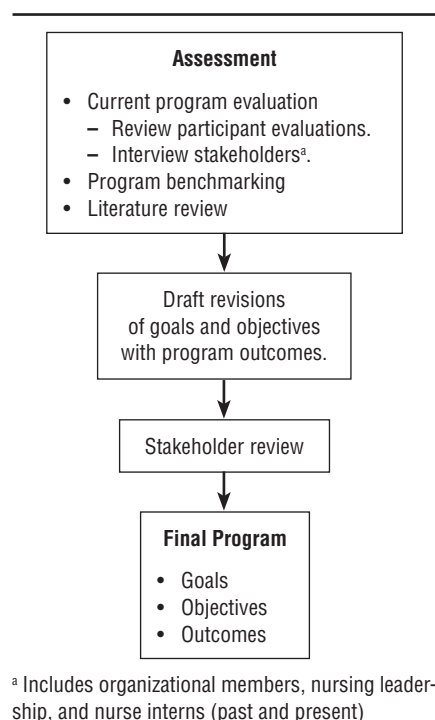 Assessment
• Current program evaluation
– Review participant evaluations.
– Interview stakeholdersᵃ.
• Program benchmarking
• Literature review
Draft revisions
of goals and objectives
with program outcomes.
Stakeholder review
Final Program
• Goals
• Objectives
• Outcomes
ᵃ Includes organizational members, nursing leader-
ship, and nurse interns (past and present)